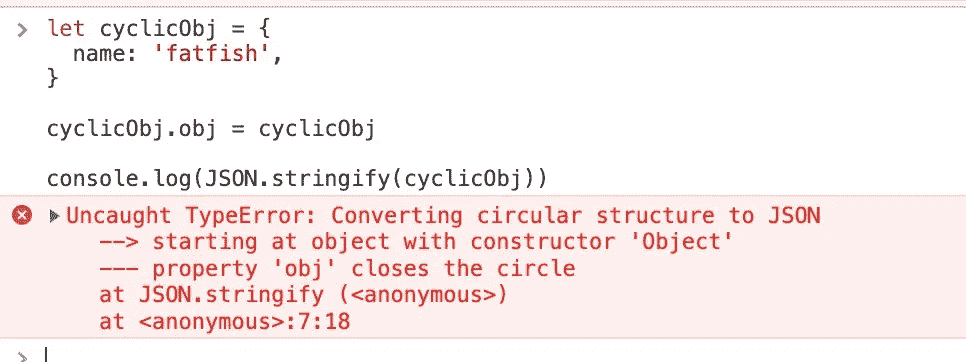 let cyclicObj = {
  name: 'fatfish',
}
cyclicObj.obj = cyclicObj
console.log(JSON.stringify(cyclicObj))
Uncaught TypeError: Converting circular structure to JSON
    --> starting at object with constructor 'Object'
    --- property 'obj' closes the circle
    at JSON.stringify (<anonymous>)
    at <anonymous>:7:18